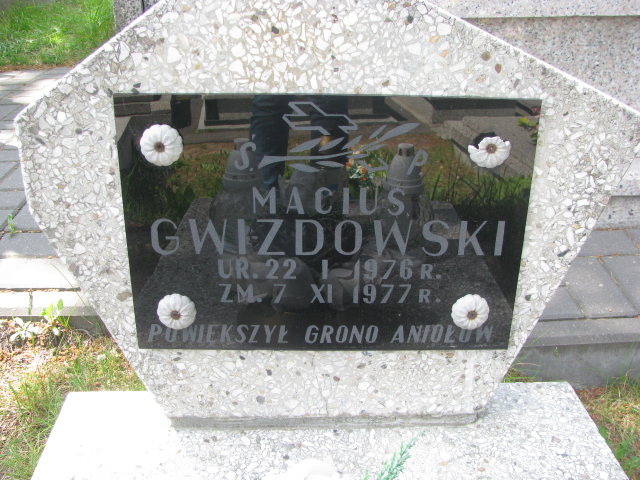 Ś. P.
MACIUŚ
GWIZDOWSKI
UR. 22 I 1976 R.
ZM. 7 XI 1977 R.
POWIĘKSZYŁ GRONO ANIOŁÓW